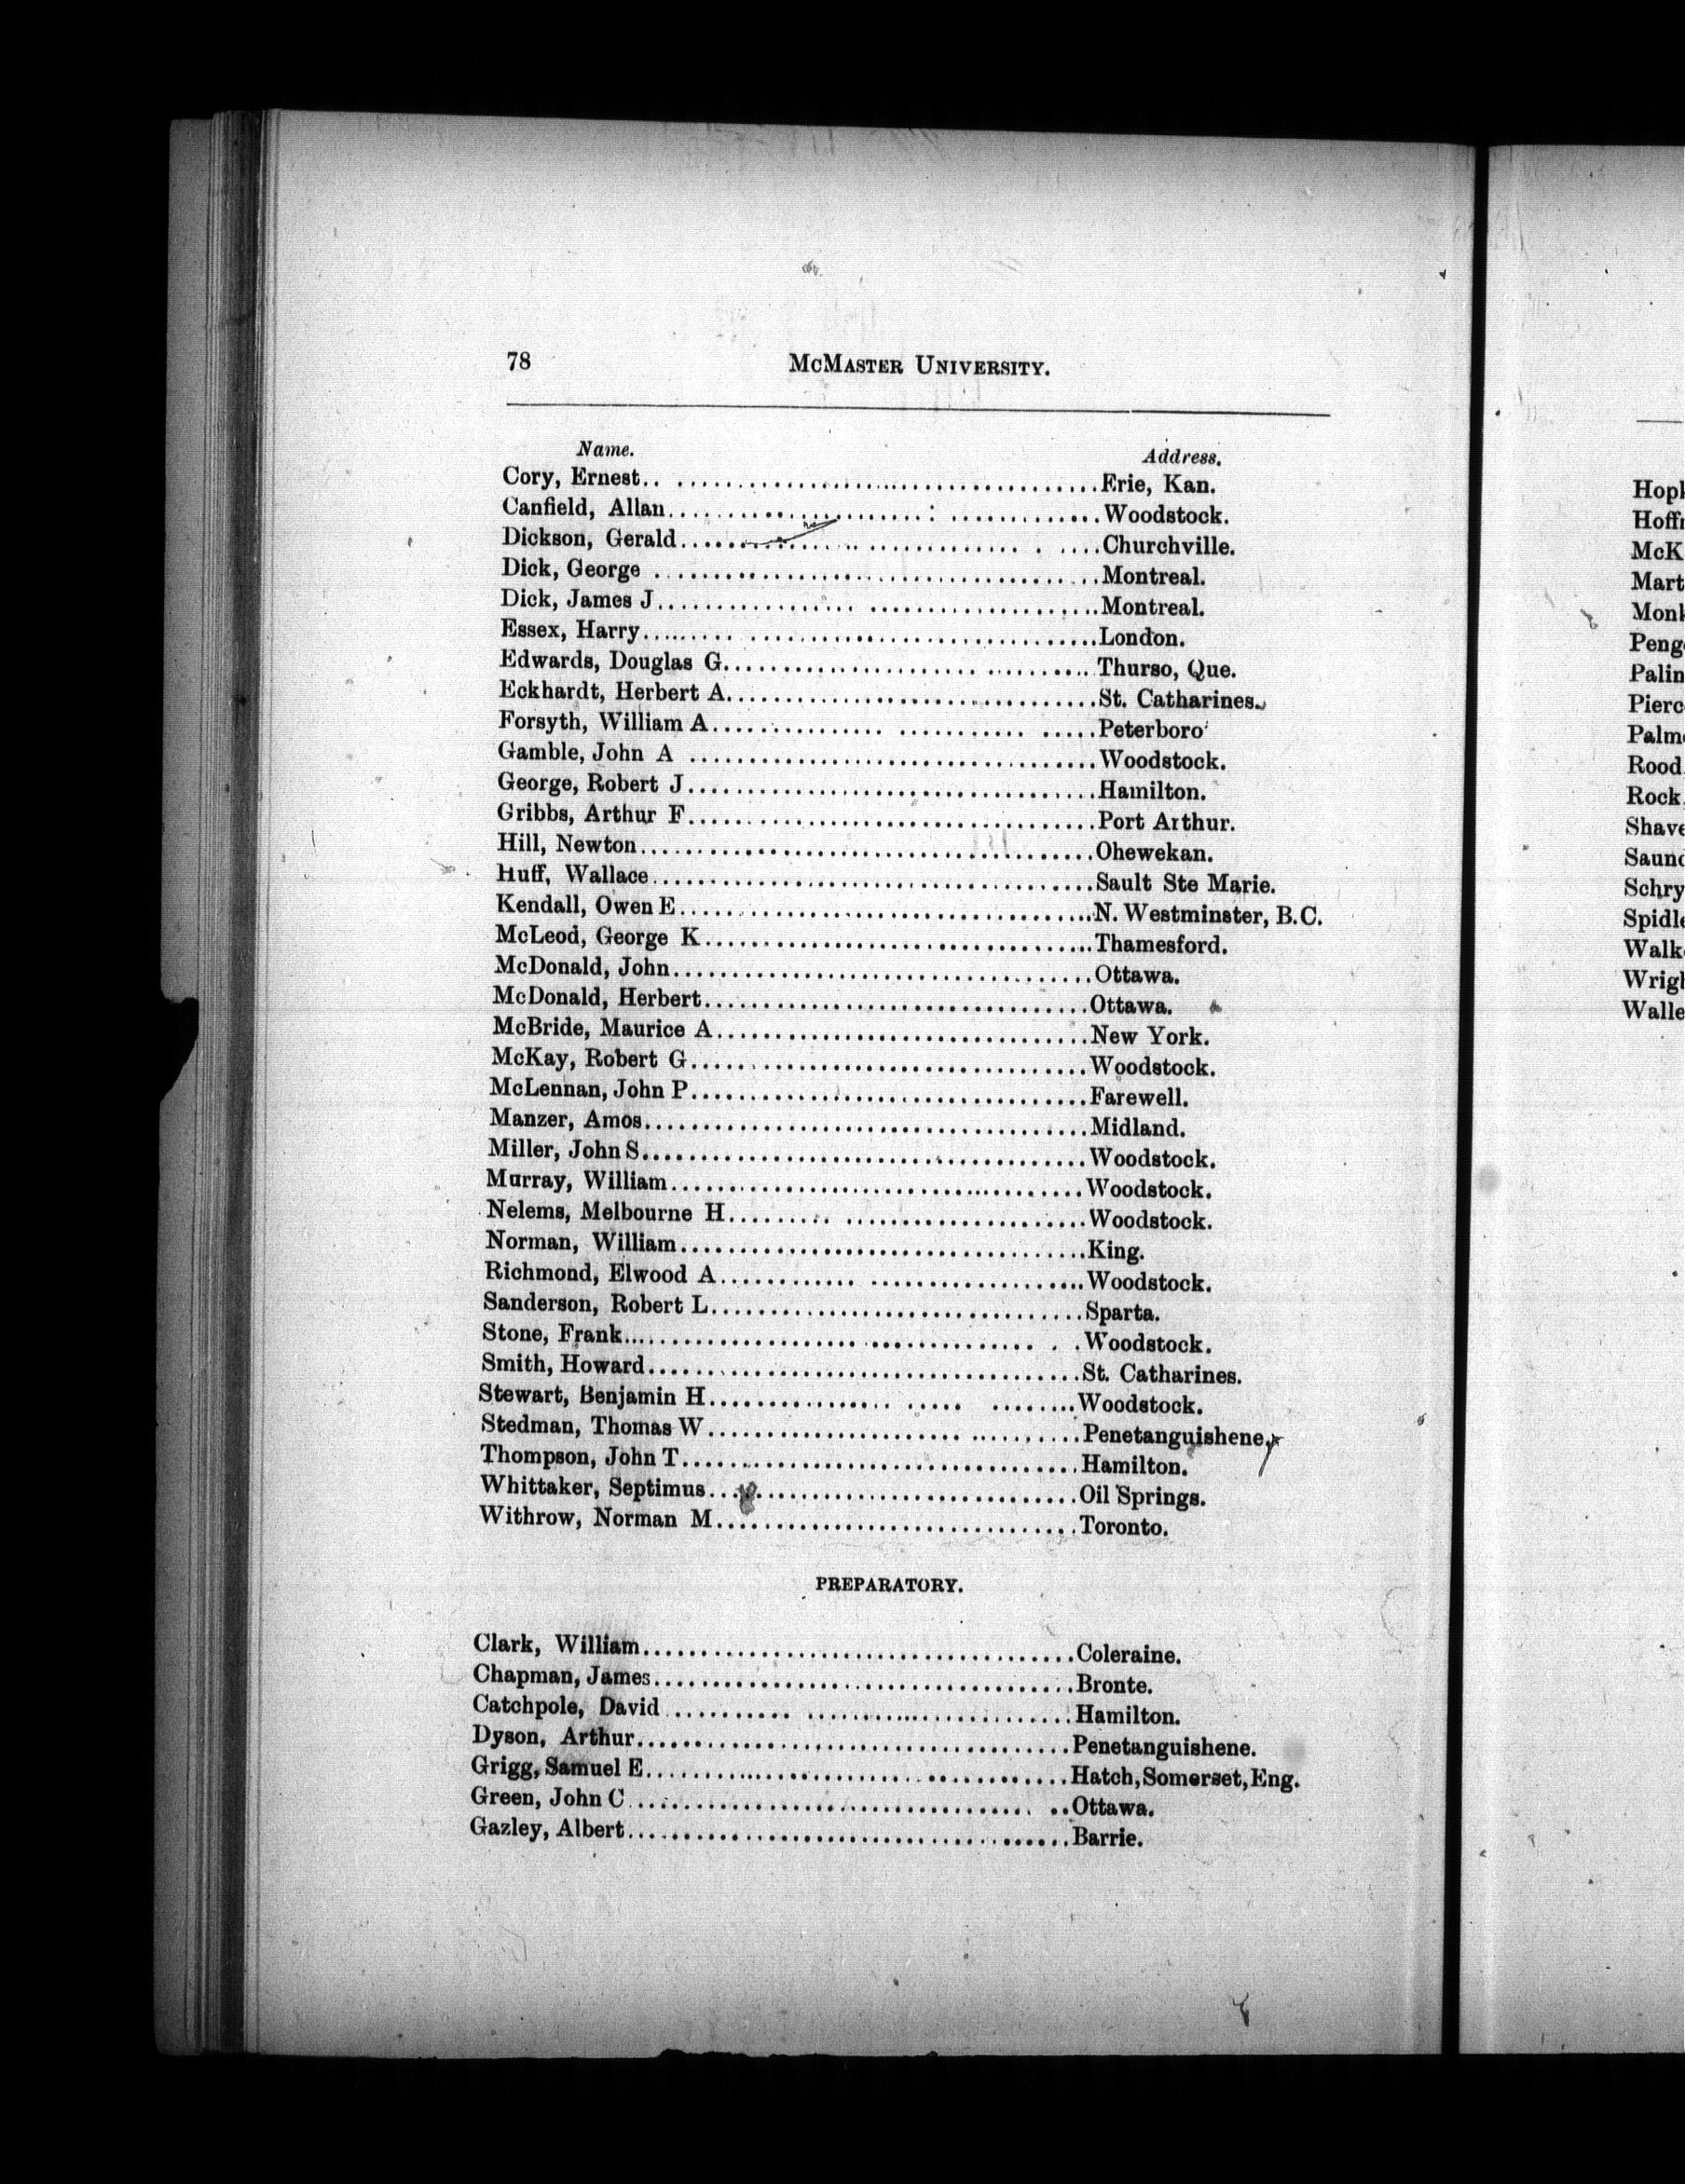 78 McMASTER UNIVERSITY.
Name. Address.
Cory, Ernest.. ....................................Erie, Kan.
Canfield, Allan......................: .............Woodstock.
Dickson, Gerald............... ............... . ....Churchville.
Dick, George .....................................Montreal.
Dick, James J................. ....................Montreal.
Essex, Harry......... ..............................London.
Edwards, Douglas G..................... ..........Thurso, Que.
Eckhardt, Herbert A................................St. Catharines.
Forsyth, William A............... ........... .....Peterboro'
Gamble, John A ...................................Woodstock.
George, Robert J...................................Hamilton.
Gribbs, Arthur F...................................Port Arthur.
Hill, Newton.......................................Ohewekan.
Huff, Wallace......................................Sault Ste Marie.
Kendall, Owen E....................................N. Westminster, B.C.
McLeod, George K..................................Thamesford.
McDonald, John....................................Ottawa.
McDonald, Herbert.................................Ottawa.
McBride, Maurice A................................New York.
McKay, Robert G...................................Woodstock.
McLennan, John P..................................Farewell.
Manzer, Amos......................................Midland.
Miller, John S......................................Woodstock.
Murray, William....................................Woodstock.
Nelems, Melbourne H......... .....................Woodstock.
Norman, William...................................King.
Richmond, Elwood A............ ...................Woodstock.
Sanderson, Robert L................................Sparta.
Stone, Frank.................... .............. . .Woodstock.
Smith, Howard.....................................St. Catharines.
Stewart, Benjamin H................ ..... ........Woodstock.
Stedman, Thomas W...................... ..........Penetanguishene.
Thompson, John T..................................Hamilton.
Whittaker, Septimus................................Oil Springs.
Withrow, Norman M................................Toronto.
PREPARATORY.
Clark, William.....................................Coleraine.
Chapman, James....................................Bronte.
Catchpole, David ........... .......................Hamilton.
Dyson, Arthur.....................................Penetanguishene.
Grigg, Samuel E....................................Hatch, Somerset, Eng.
Green, John C.................................. ..Ottawa.
Gazley, Albert......................................Barrie.
Rood
Rock